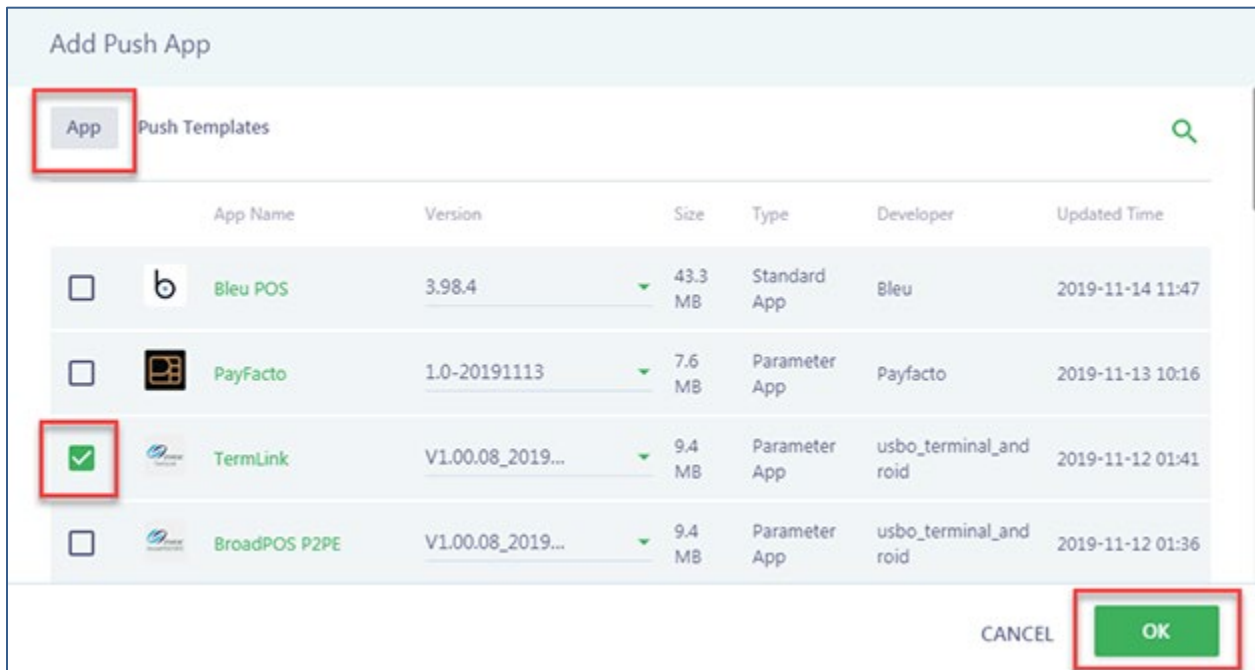 Add Push App
App Push Templates
App Name Version Size Type Developer Updated Time
Bleu POS 3.98.4 43.3 MB Standard App Bleu 2019-11-14 11:47
PayFacto 1.0-20191113 7.6 MB Parameter App Payfacto 2019-11-13 10:16
TermLink V1.00.08_2019... 9.4 MB Parameter App usbo_terminal_android 2019-11-12 01:41
BroadPOS P2PE V1.00.08_2019... 9.4 MB Parameter App usbo_terminal_android 2019-11-12 01:36
CANCEL OK